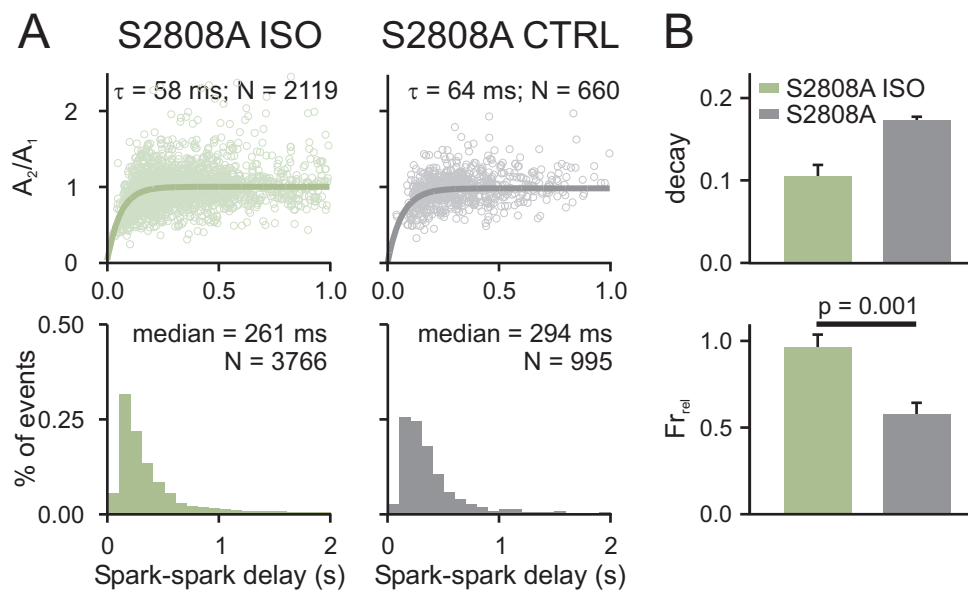 A
S2808A ISO
S2808A CTRL
B
τ = 58 ms; N = 2119
τ = 64 ms; N = 660
A2/A1
2
1
0
0.0
0.5
1.0
0.0
0.5
1.0
S2808A ISO
S2808A
decay
0.2
0.1
0.0
median = 261 ms
N = 3766
median = 294 ms
N = 995
% of events
0.50
0.25
0.00
0
1
2
0
1
2
Spark-spark delay (s)
Spark-spark delay (s)
p = 0.001
Frrel
1.0
0.5
0.0